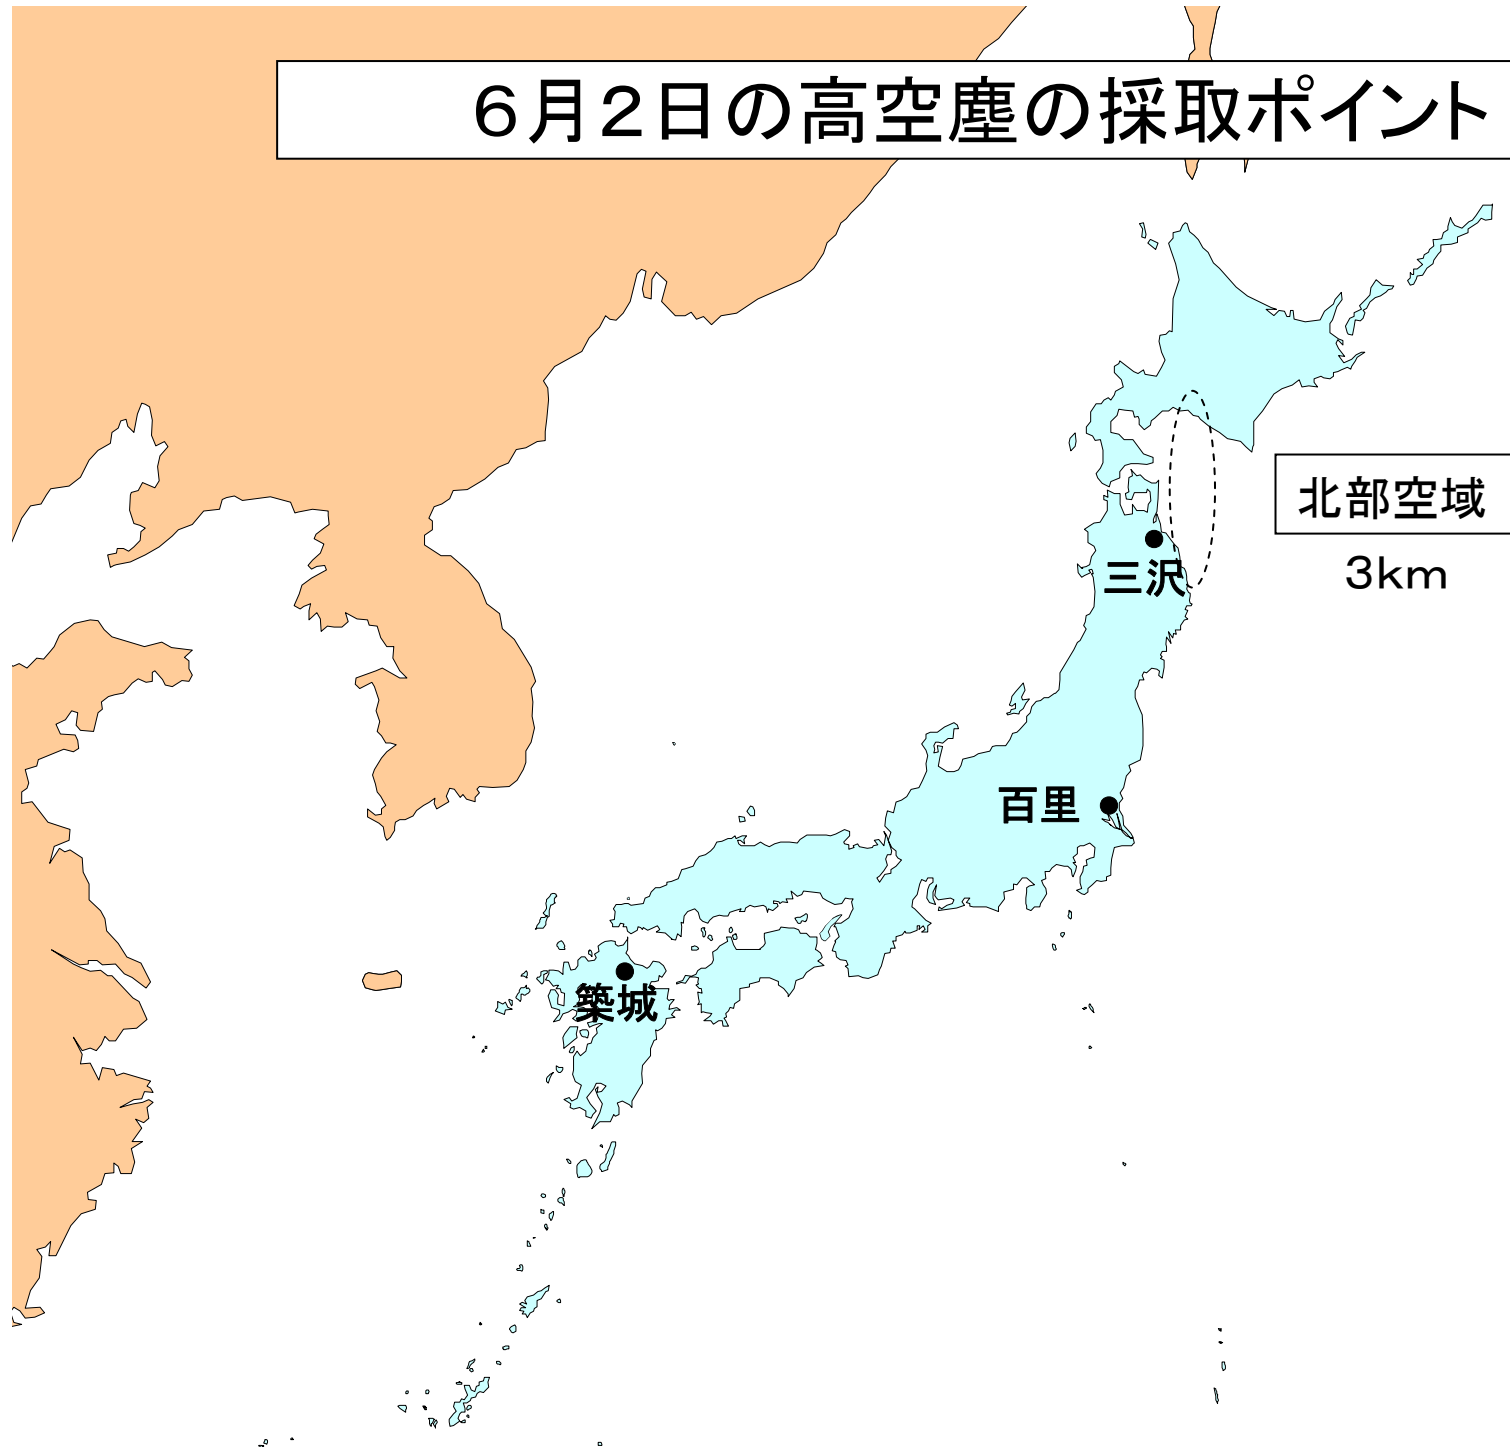 ６月２日の高空塵の採取ポイント
北部空域
３ｋｍ
三沢
百里
築城